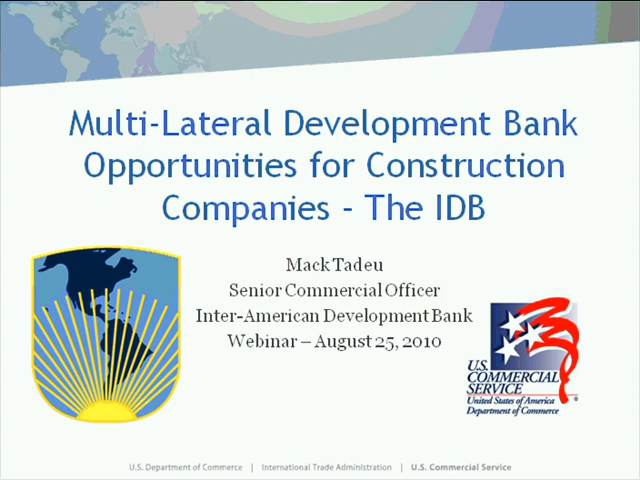 Multi-Lateral Development Bank
Opportunities for Construction
Companies - The IDB
Mack Tadeu
Senior Commercial Officer
Inter-American Development Bank
Webinar – August 25, 2010
U.S.
COMMERCIAL
SERVICE
®
United States of America
Department of Commerce
U.S. Department of Commerce | International Trade Administration | U.S. Commercial Service